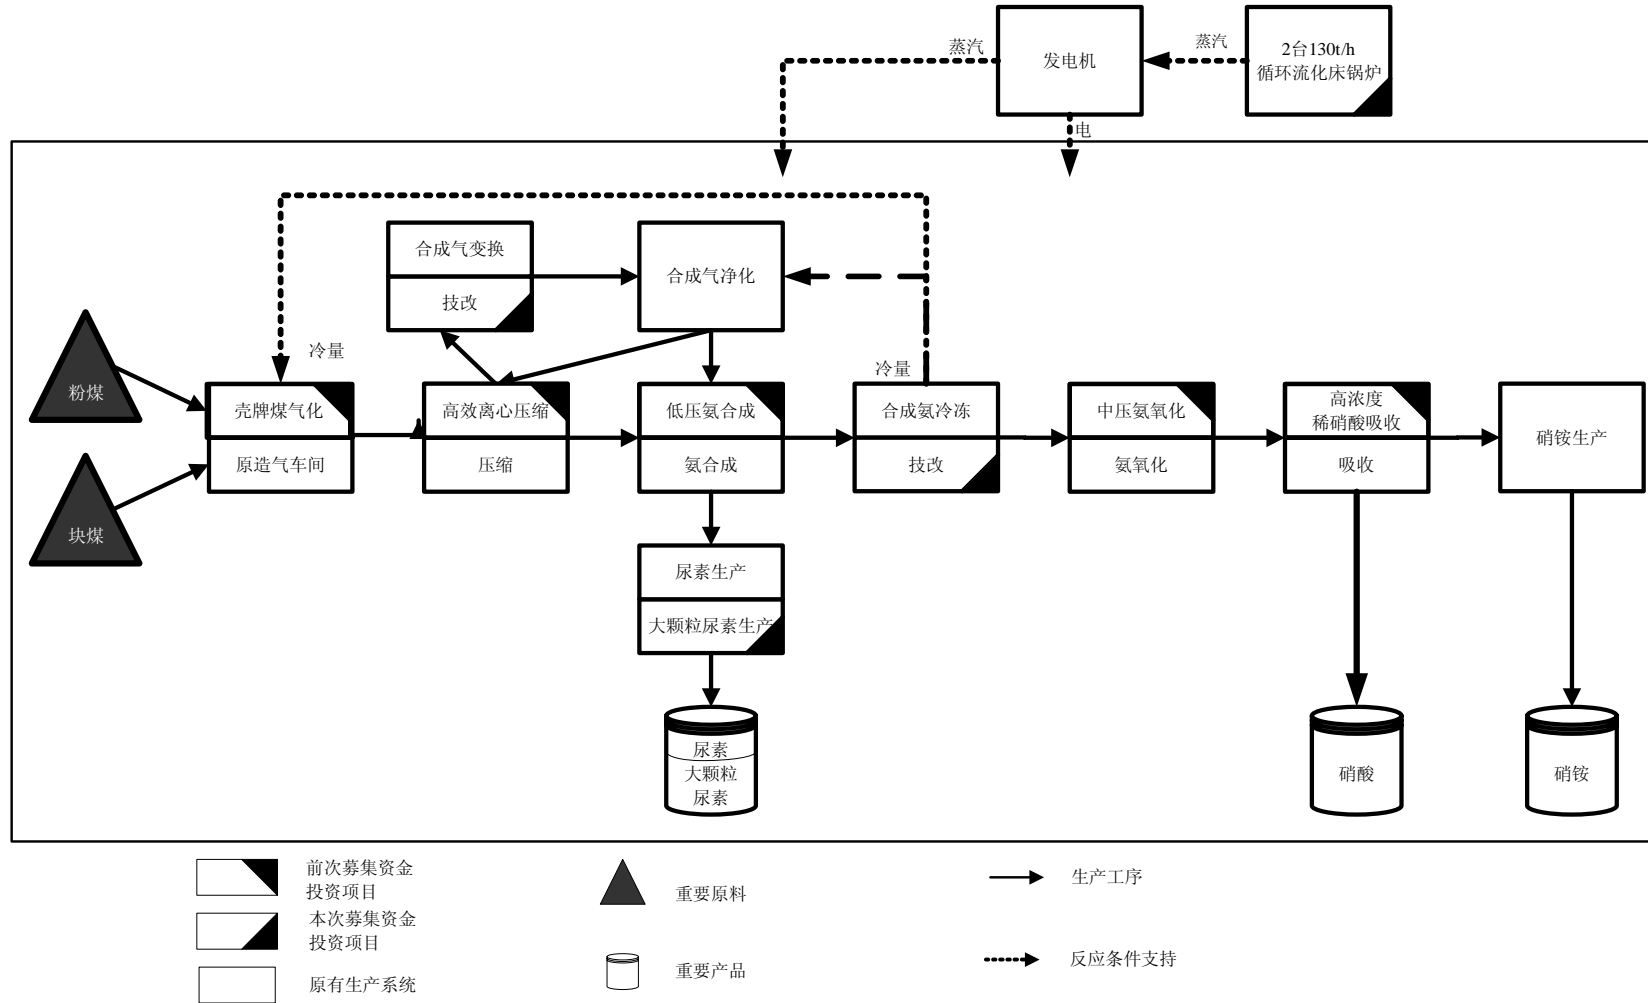 蒸汽
发电机
蒸汽
2台130t/h
循环流化床锅炉
电
合成气变换
技改
合成气净化
冷量
冷量
粉煤
块煤
壳牌煤气化
原造气车间
高效离心压缩
压缩
低压氨合成
氨合成
合成氨冷冻
技改
中压氨氧化
氨氧化
高浓度
稀硝酸吸收
吸收
硝铵生产
尿素生产
大颗粒尿素生产
尿素
大颗粒
尿素
硝酸
硝铵
前次募集资金
投资项目
本次募集资金
投资项目
原有生产系统
重要原料
重要产品
生产工序
反应条件支持